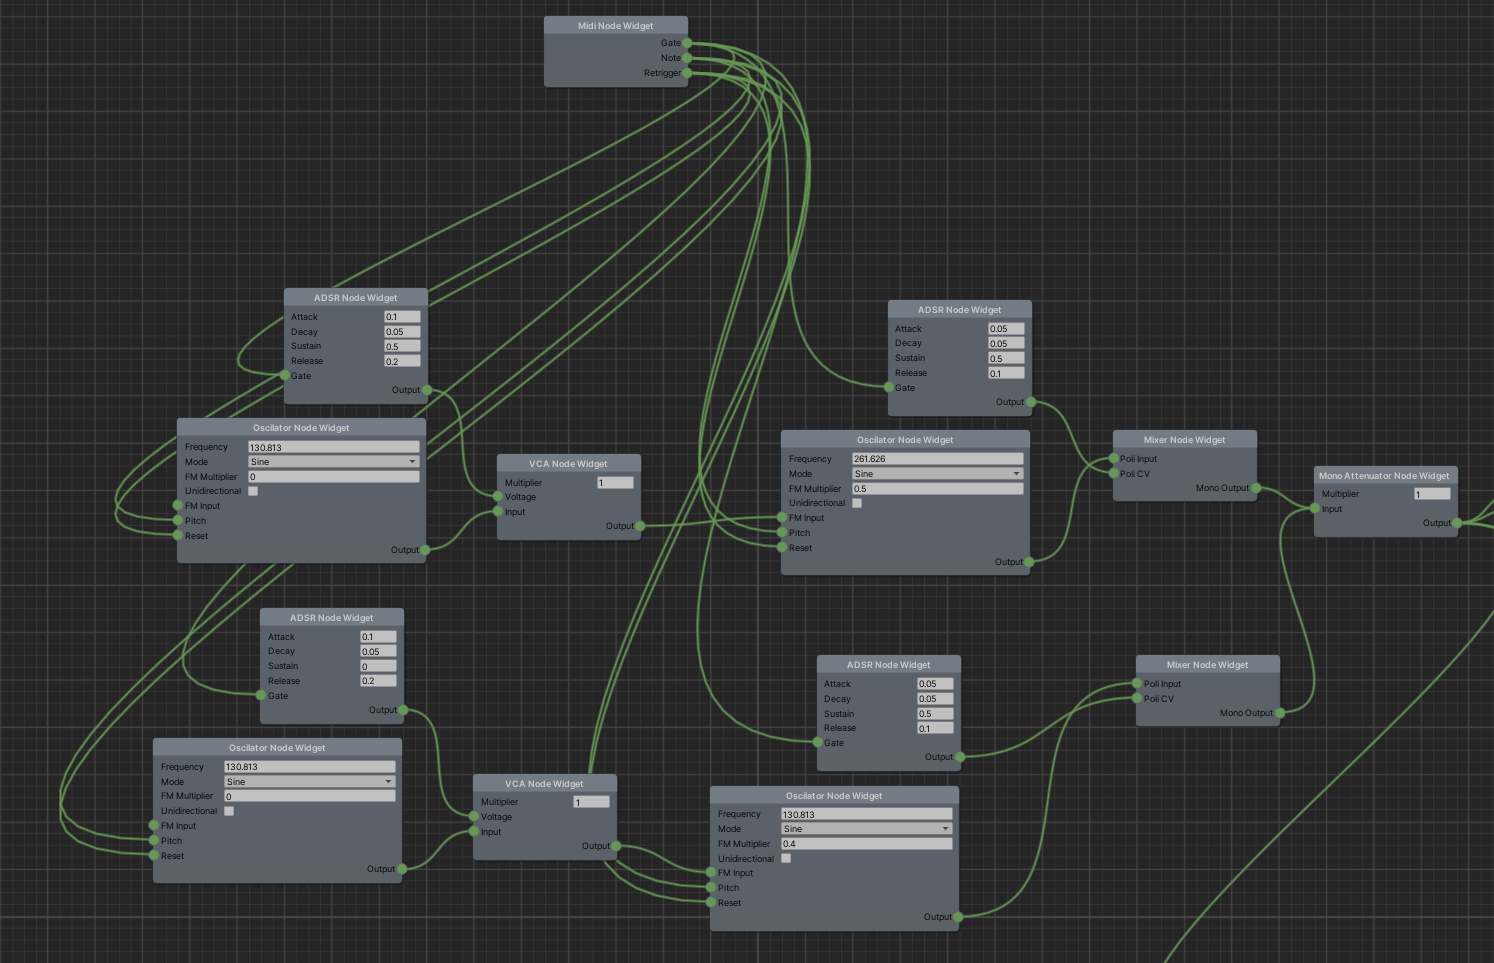 Midi Node Widget
Gate
Note
Retrigger
ADSR Node Widget
Attack 0.1
Decay 0.05
Sustain 0.5
Release 0.2
Gate
Output
Oscilator Node Widget
Frequency 130.813
Mode Sine
FM Multiplier 0
Unidirectional
FM Input
Pitch
Reset
Output
VCA Node Widget
Multiplier 1
Voltage
Input
Output
ADSR Node Widget
Attack 0.05
Decay 0.05
Sustain 0.5
Release 0.1
Gate
Output
Oscilator Node Widget
Frequency 261.626
Mode Sine
FM Multiplier 0.5
Unidirectional
FM Input
Pitch
Reset
Output
Mixer Node Widget
Poli Input
Poli CV
Mono Output
Mono Attenuator Node Widget
Multiplier 1
Input
Output
ADSR Node Widget
Attack 0.1
Decay 0.05
Sustain 0
Release 0.2
Gate
Output
Oscilator Node Widget
Frequency 130.813
Mode Sine
FM Multiplier 0
Unidirectional
FM Input
Pitch
Reset
Output
VCA Node Widget
Multiplier 1
Voltage
Input
Output
ADSR Node Widget
Attack 0.05
Decay 0.05
Sustain 0.5
Release 0.1
Gate
Output
Oscilator Node Widget
Frequency 130.813
Mode Sine
FM Multiplier 0.4
Unidirectional
FM Input
Pitch
Reset
Output
Mixer Node Widget
Poli Input
Poli CV
Mono Output